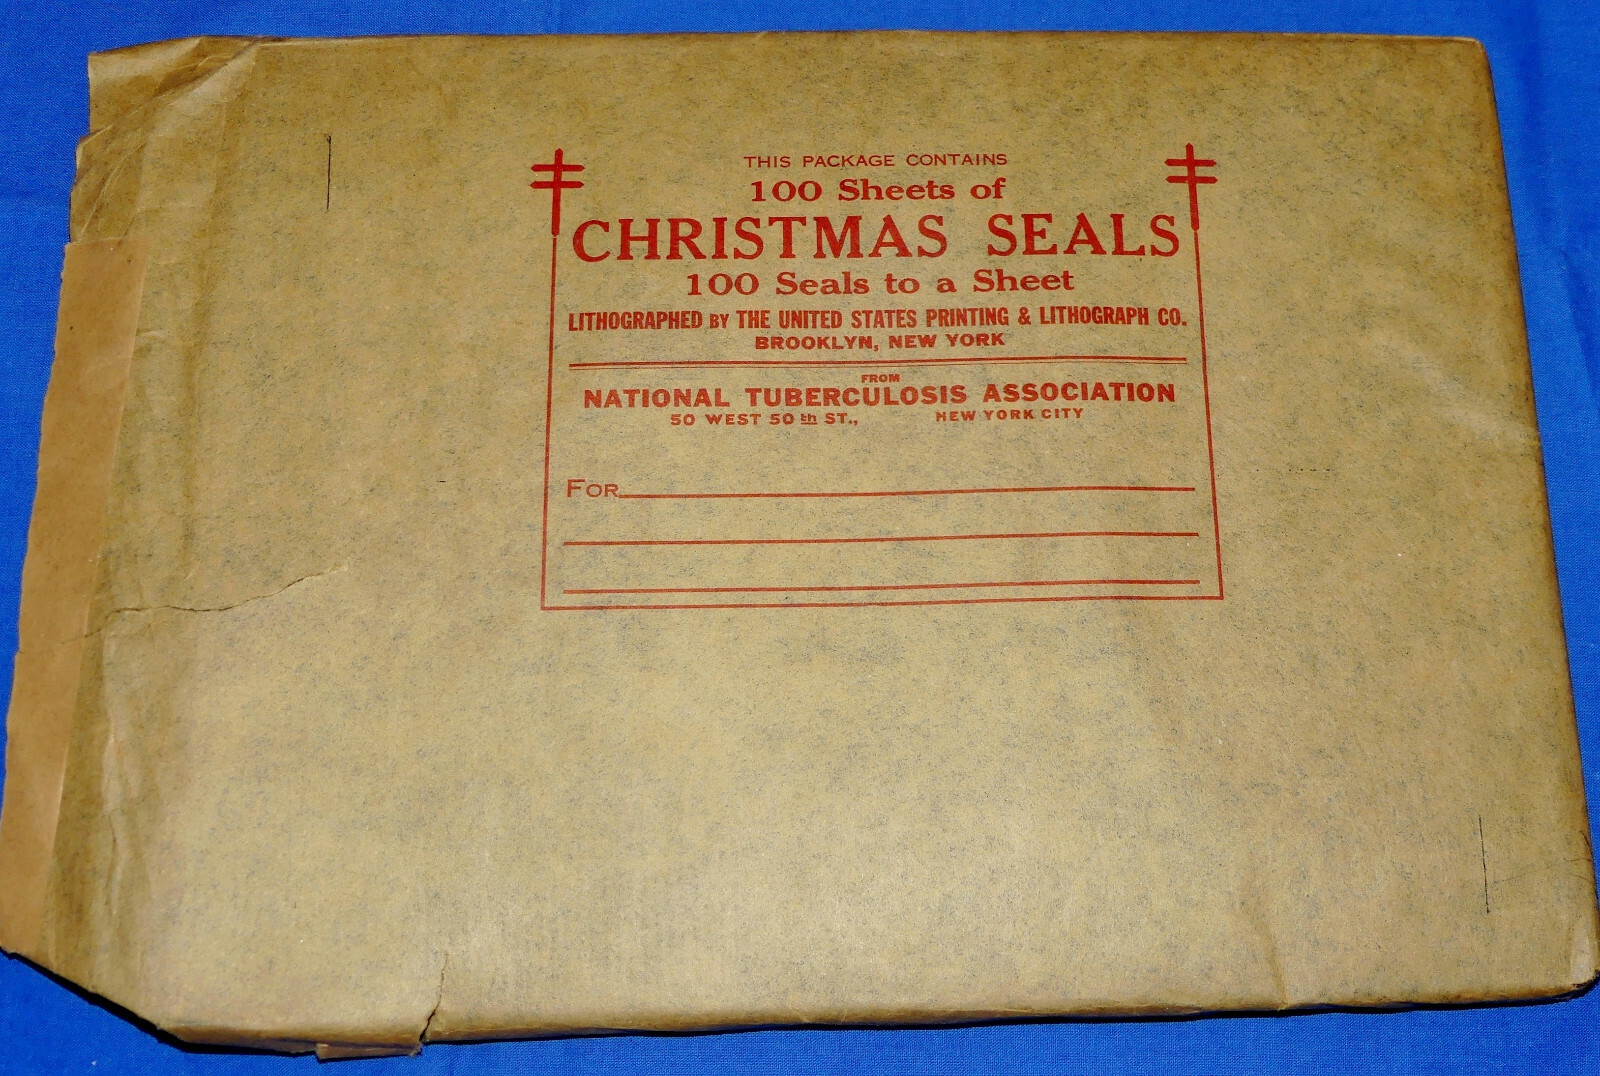 THIS PACKAGE CONTAINS
100 Sheets of
CHRISTMAS SEALS
100 Seals to a Sheet
LITHOGRAPHED BY THE UNITED STATES PRINTING & LITHOGRAPH CO.
BROOKLYN, NEW YORK
FROM
NATIONAL TUBERCULOSIS ASSOCIATION
50 WEST 50th ST., NEW YORK CITY
FOR